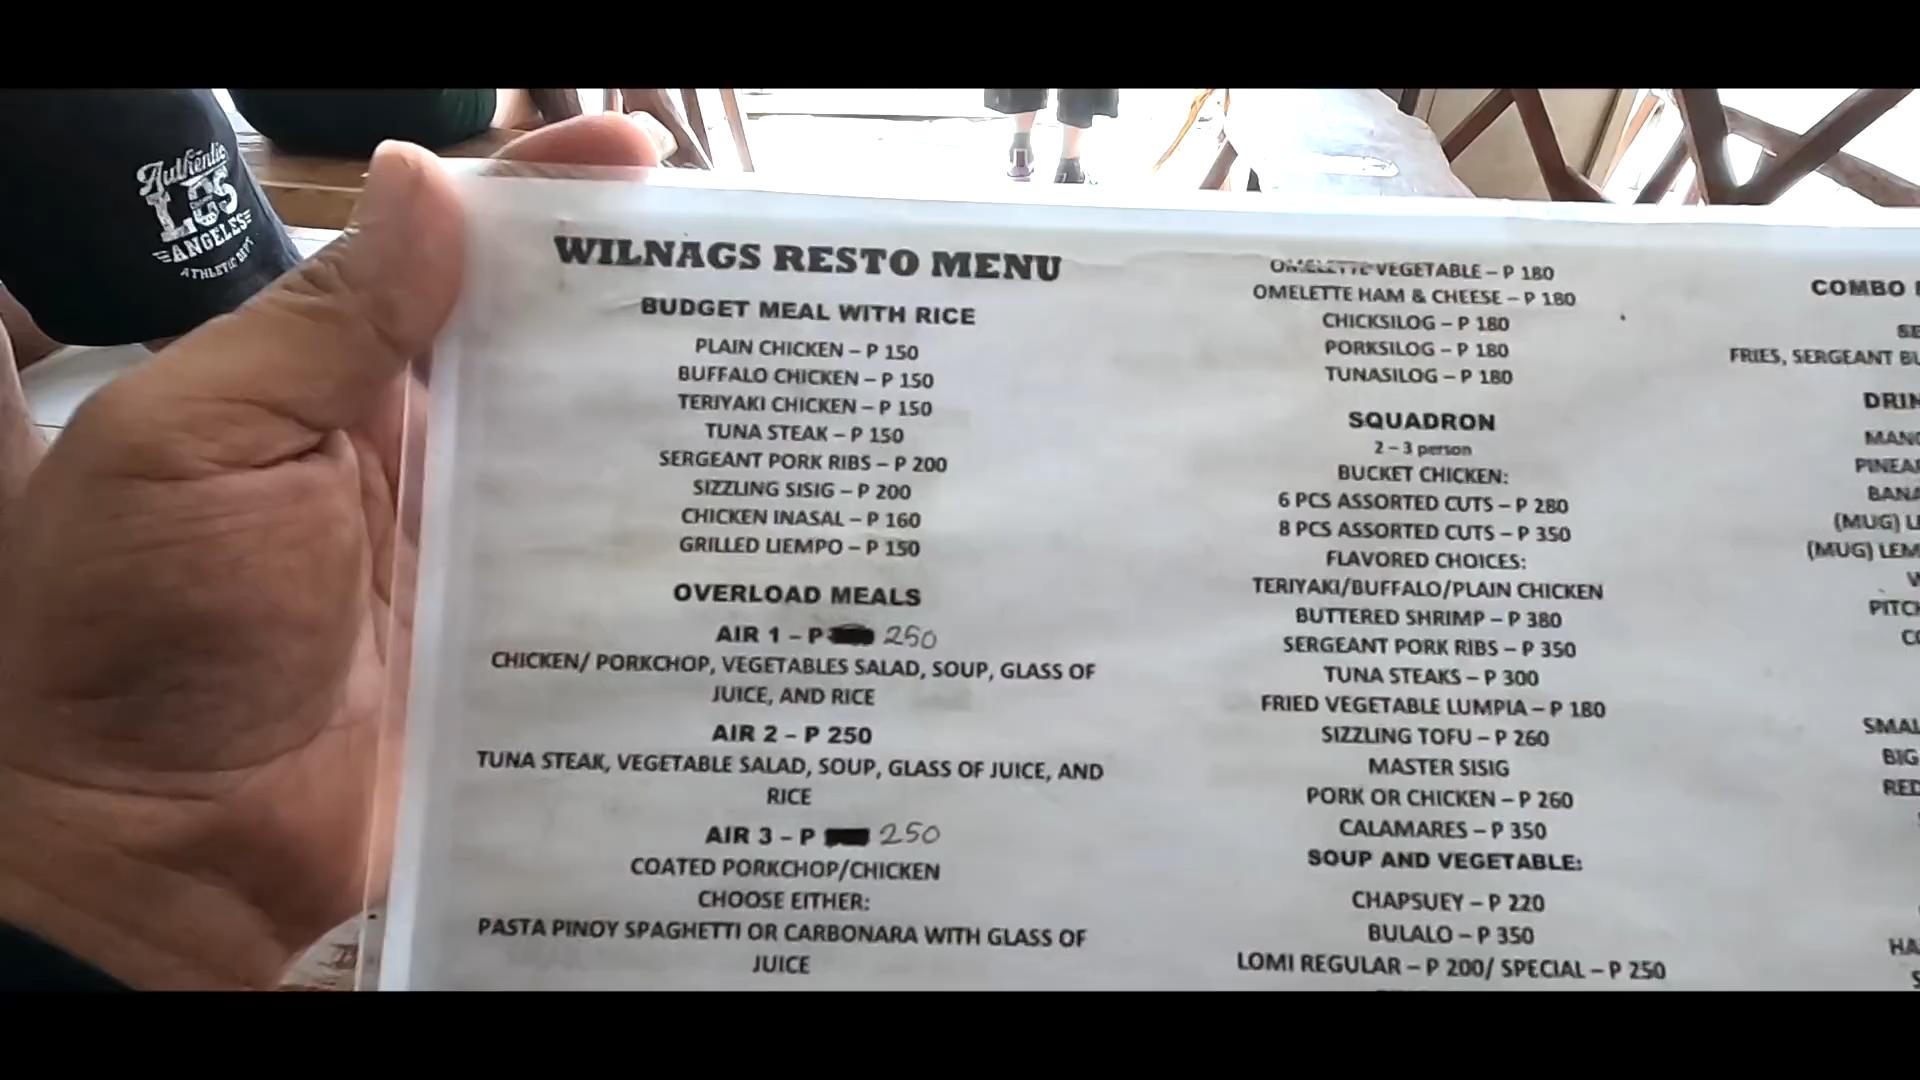 Authentic
LOS
ANGELES
ATHLETIC DEPT
WILNAGS RESTO MENU
BUDGET MEAL WITH RICE
PLAIN CHICKEN – P 150
BUFFALO CHICKEN – P 150
TERIYAKI CHICKEN – P 150
TUNA STEAK – P 150
SERGEANT PORK RIBS – P 200
SIZZLING SISIG – P 200
CHICKEN INASAL – P 160
GRILLED LIEMPO – P 150
OVERLOAD MEALS
AIR 1 – P 250
CHICKEN/ PORKCHOP, VEGETABLES SALAD, SOUP, GLASS OF
JUICE, AND RICE
AIR 2 – P 250
TUNA STEAK, VEGETABLE SALAD, SOUP, GLASS OF JUICE, AND
RICE
AIR 3 – P 250
COATED PORKCHOP/CHICKEN
CHOOSE EITHER:
PASTA PINOY SPAGHETTI OR CARBONARA WITH GLASS OF
JUICE
OMELETTE VEGETABLE – P 180
OMELETTE HAM & CHEESE – P 180
CHICKSILOG – P 180
PORKSILOG – P 180
TUNASILOG – P 180
SQUADRON
2 – 3 person
BUCKET CHICKEN:
6 PCS ASSORTED CUTS – P 280
8 PCS ASSORTED CUTS – P 350
FLAVORED CHOICES:
TERIYAKI/BUFFALO/PLAIN CHICKEN
BUTTERED SHRIMP – P 380
SERGEANT PORK RIBS – P 350
TUNA STEAKS – P 300
FRIED VEGETABLE LUMPIA – P 180
SIZZLING TOFU – P 260
MASTER SISIG
PORK OR CHICKEN – P 260
CALAMARES – P 350
SOUP AND VEGETABLE:
CHAPSUEY – P 220
BULALO – P 350
LOMI REGULAR – P 200/ SPECIAL – P 250
COMBO
FRIES, SERGEANT
(MUG)
(MUG)
BIG
RED